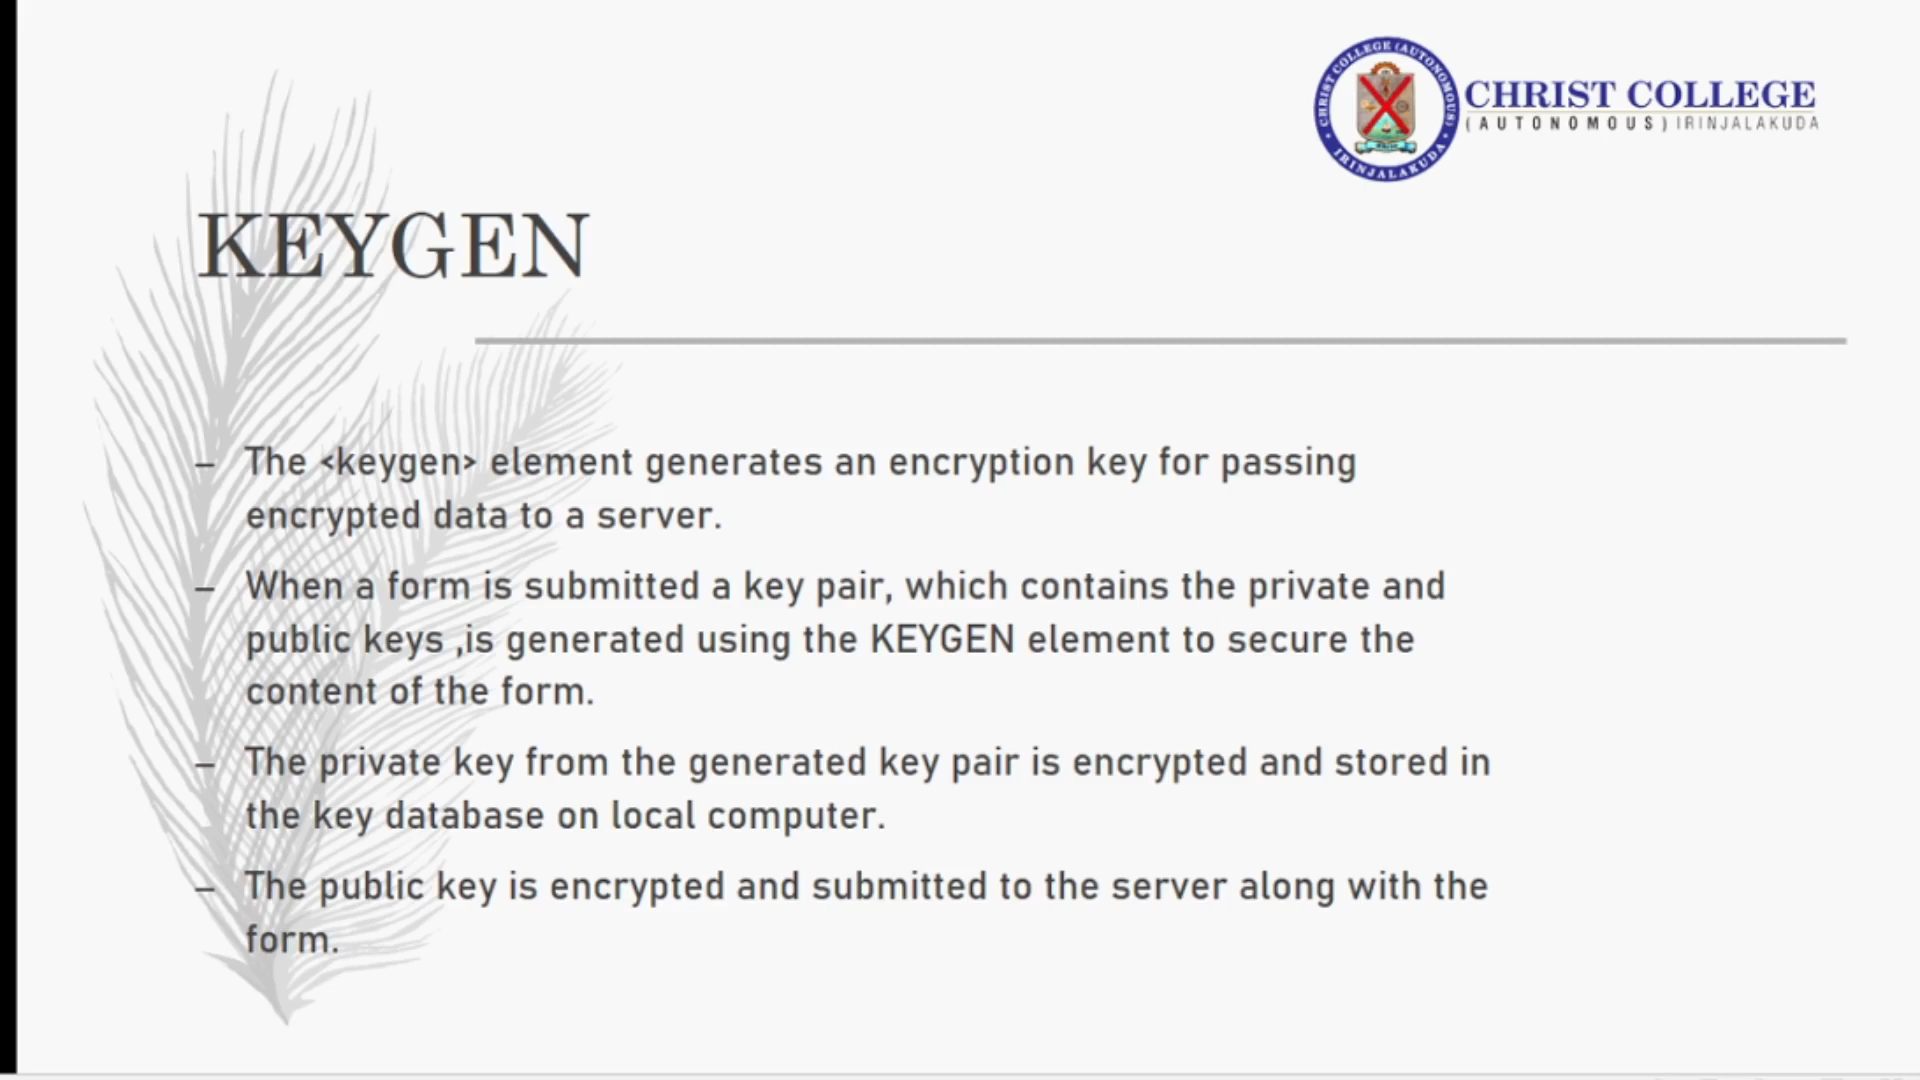 CHRIST COLLEGE (AUTONOMOUS)
IRINJALAKUDA
CHRIST COLLEGE
(AUTONOMOUS) IRINJALAKUDA
KEYGEN
– The <keygen> element generates an encryption key for passing
encrypted data to a server.
– When a form is submitted a key pair, which contains the private and
public keys ,is generated using the KEYGEN element to secure the
content of the form.
– The private key from the generated key pair is encrypted and stored in
the key database on local computer.
– The public key is encrypted and submitted to the server along with the
form.